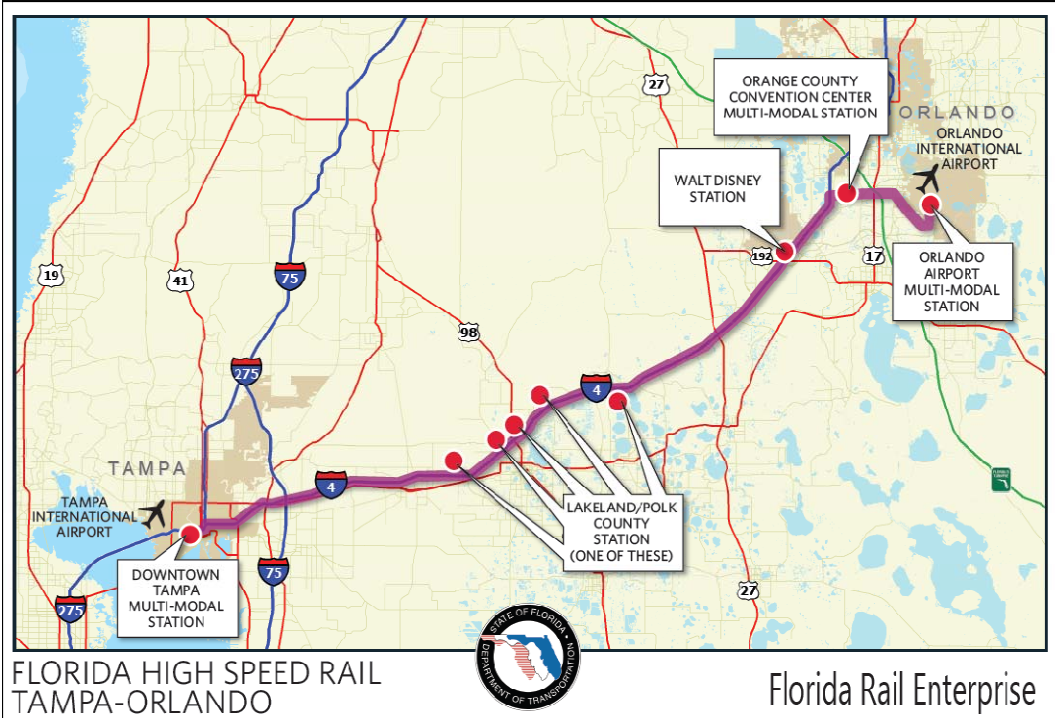 27
ORANGE COUNTY
CONVENTION CENTER
MULTI-MODAL STATION
ORLANDO
ORLANDO
INTERNATIONAL
AIRPORT
WALT DISNEY
STATION
19
41
75
192
17
ORLANDO
AIRPORT
MULTI-MODAL
STATION
98
275
4
TAMPA
4
TAMPA
INTERNATIONAL
AIRPORT
LAKELAND/POLK
COUNTY
STATION
(ONE OF THESE)
DOWNTOWN
TAMPA
MULTI-MODAL
STATION
75
275
27
STATE OF FLORIDA
DEPARTMENT OF TRANSPORTATION
FLORIDA HIGH SPEED RAIL
TAMPA-ORLANDO
Florida Rail Enterprise